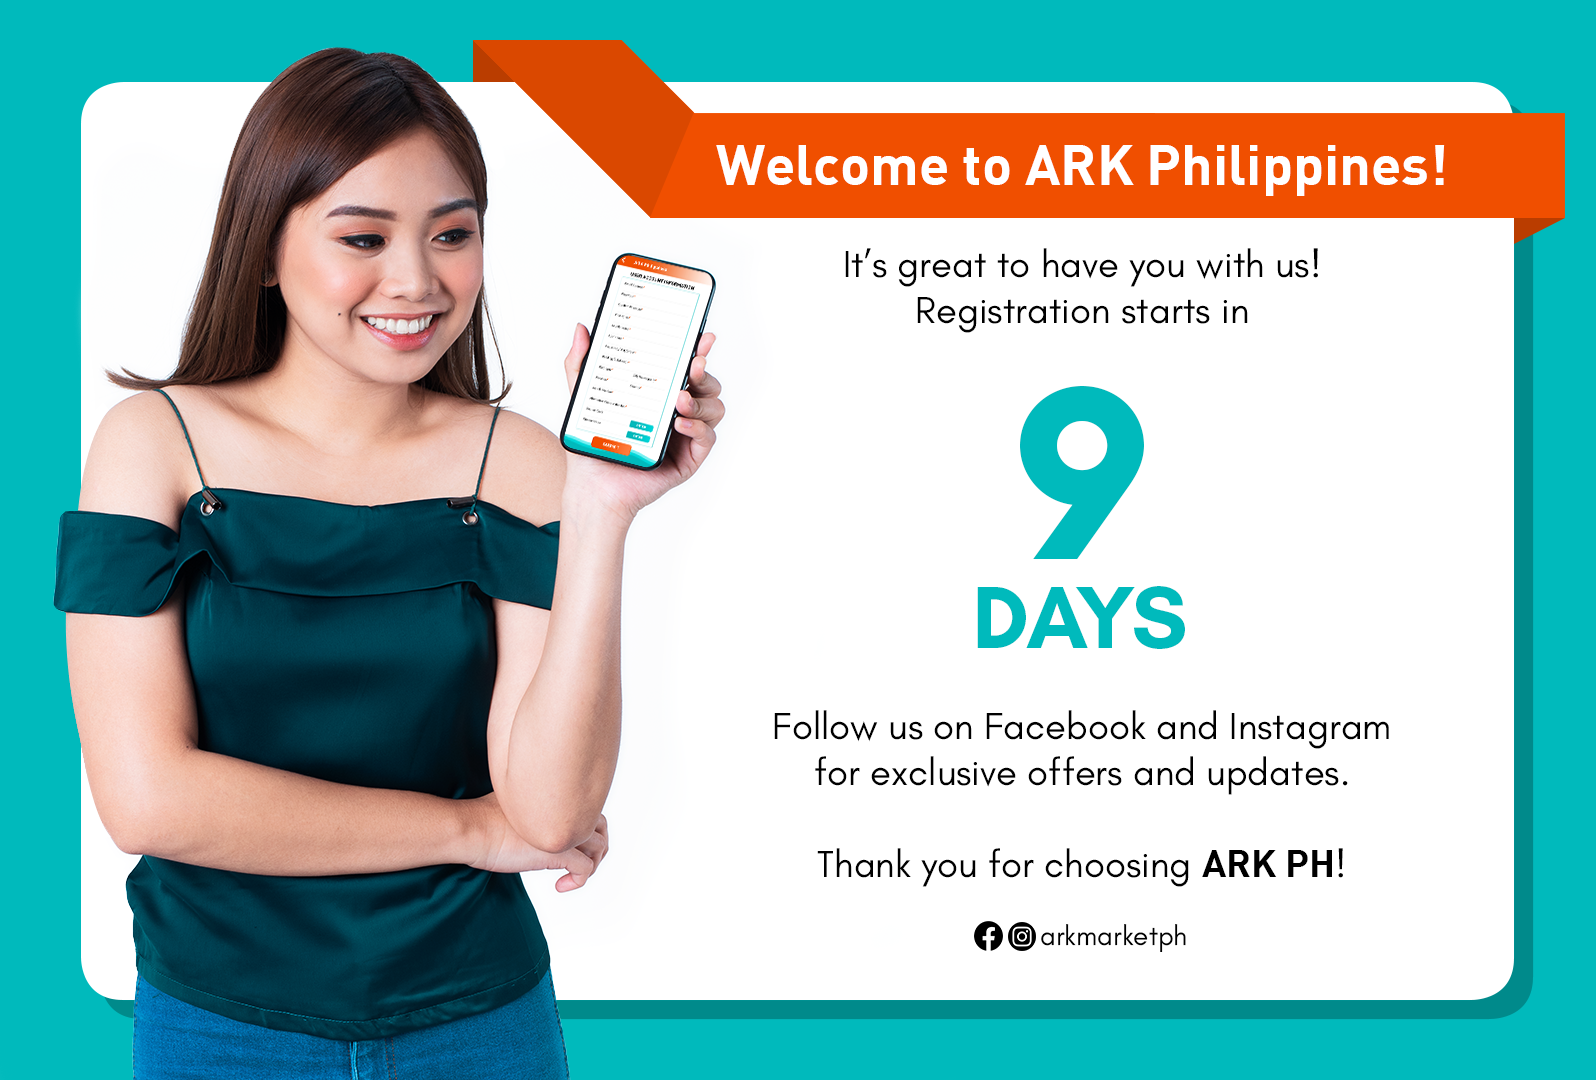 Welcome to ARK Philippines!
It's great to have you with us!
Registration starts in
9
DAYS
Follow us on Facebook and Instagram
for exclusive offers and updates.
Thank you for choosing ARK PH!
arkmarketph